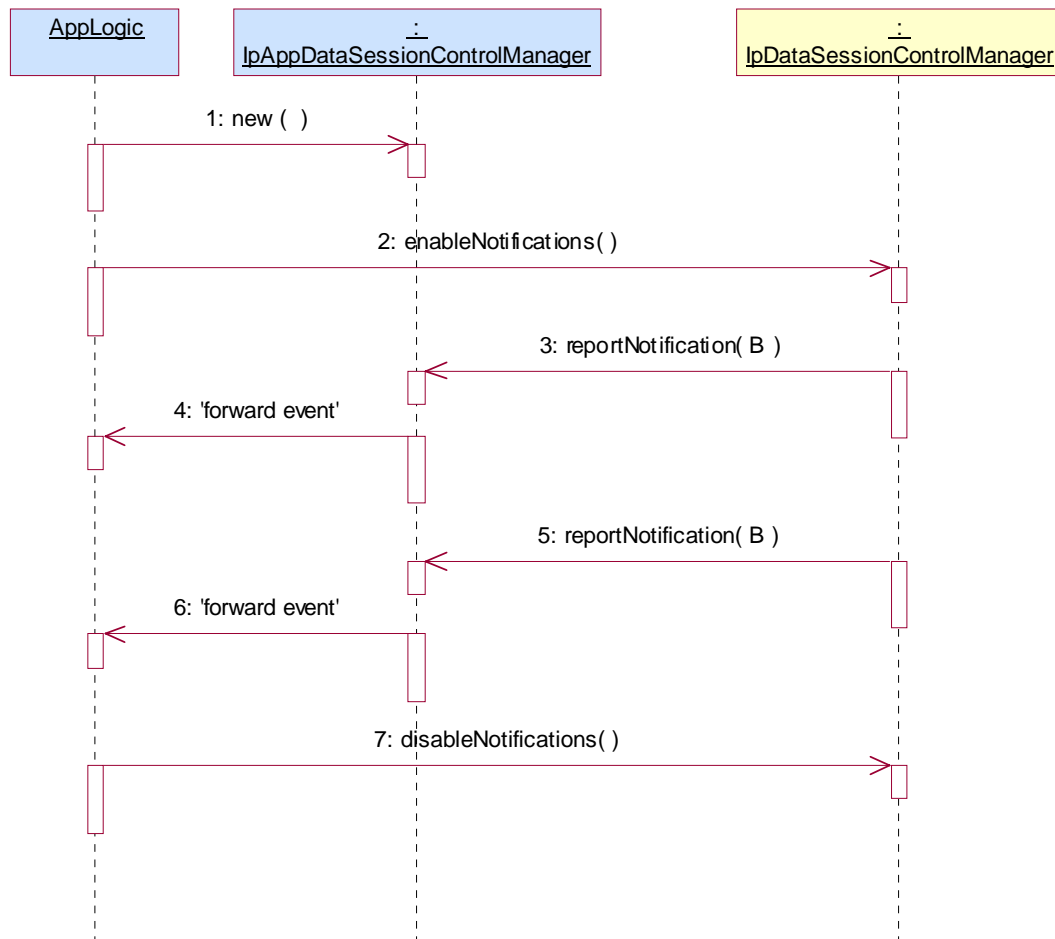 AppLogic
:
IpAppDataSessionControlManager
:
IpDataSessionControlManager
1: new (  )
2: enableNotifications( )
3: reportNotification( B )
4: 'forward event'
5: reportNotification( B )
6: 'forward event'
7: disableNotifications( )